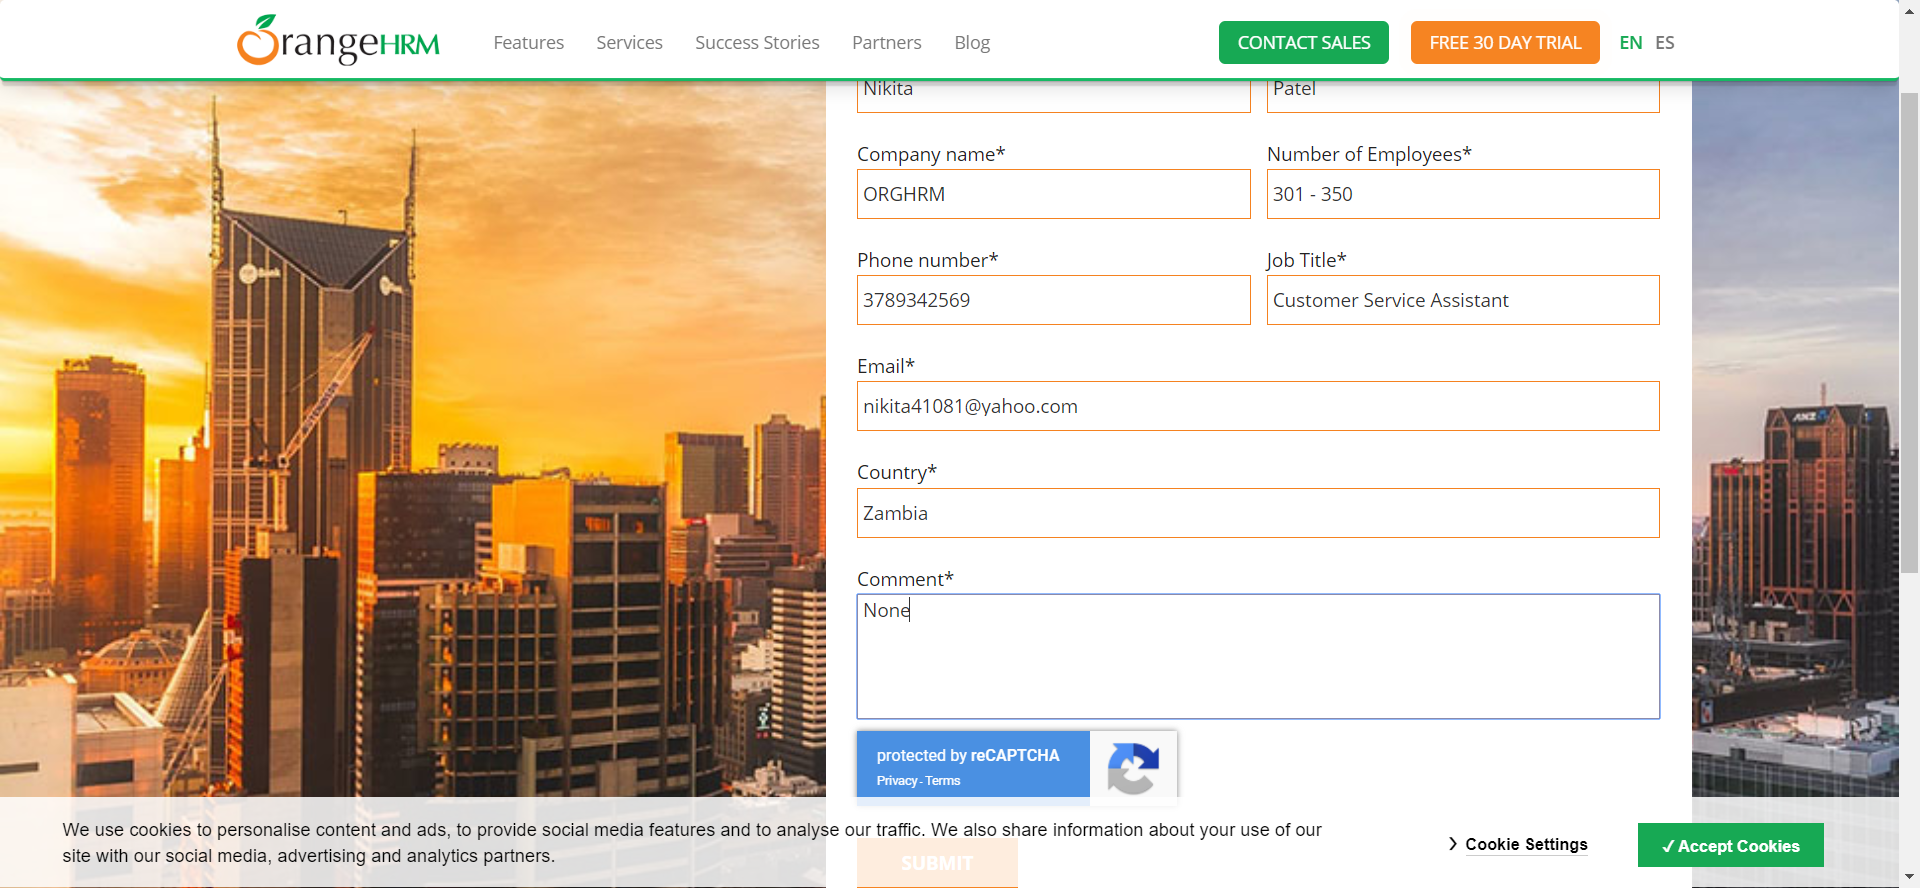 OrangeHRM
Features
Services
Success Stories
Partners
Blog
CONTACT SALES
FREE 30 DAY TRIAL
EN
ES
Nikita
Patel
Company name*
Number of Employees*
ORGHRM
301 - 350
Phone number*
Job Title*
3789342569
Customer Service Assistant
Email*
nikita41081@yahoo.com
Country*
Zambia
Comment*
None
protected by reCAPTCHA
Privacy - Terms
We use cookies to personalise content and ads, to provide social media features and to analyse our traffic. We also share information about your use of our
site with our social media, advertising and analytics partners.
Cookie Settings
✓ Accept Cookies
SUBMIT
ANZ